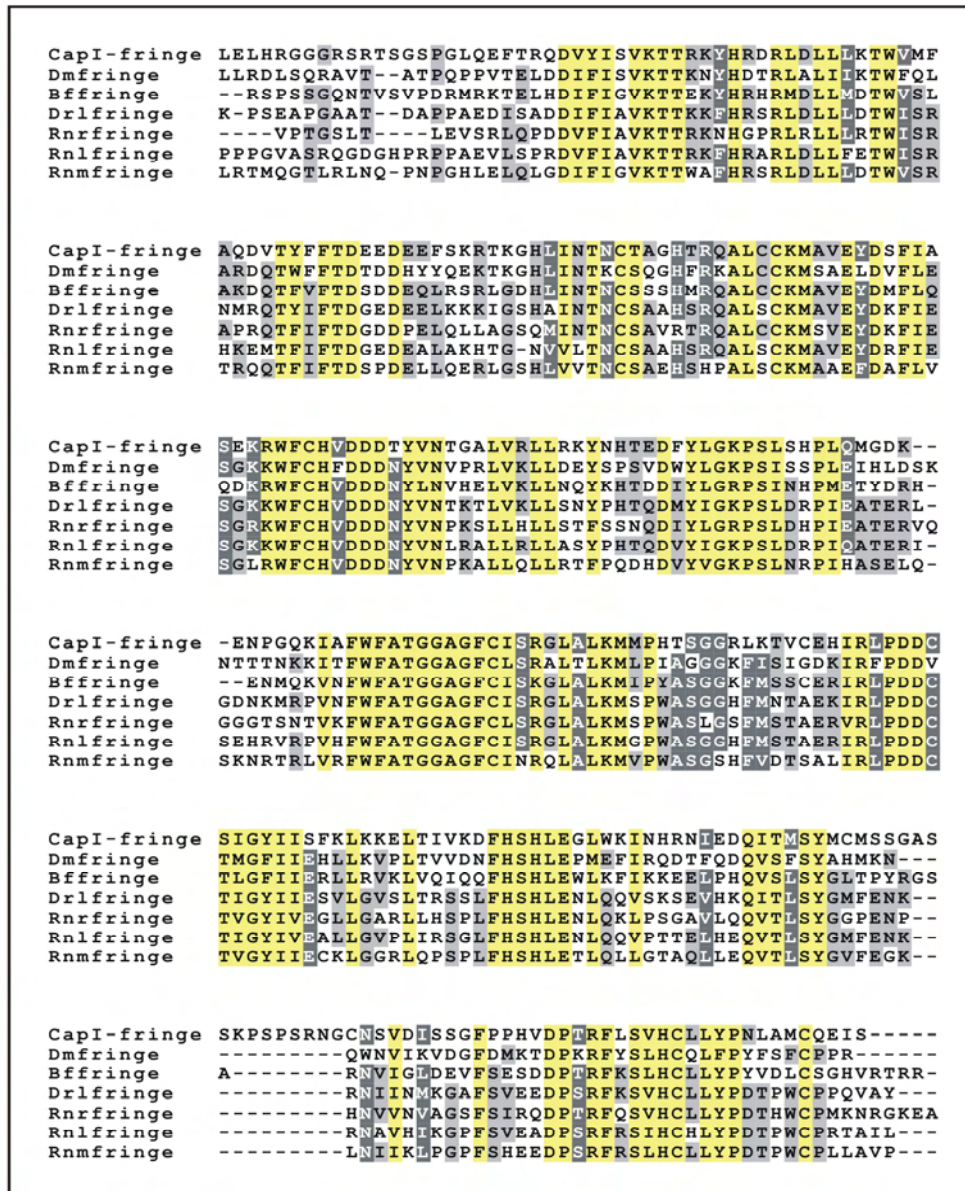 CapI-fringe LELHRGGGRSRTSGSPGLQEFTRQDVYISVKTTRKYHRDRLDLLLKTWVMF
Dmfringe LLRDLSQRAVT--ATPQPPVTELDDIFISVKTTKNYHDTRLALIIKTWFQL
Bffringe --RSPSSGQNTVSVPDRMRKTELHDIFIGVKTTEKYHRHRMDLLMDTWVSL
Drlfringe K-PSEAPGAAT--DAPPAEDISADDIFIAVKTTKKFHRSRLDLLLDTWISR
Rnrfringe ----VPTGSLT---LEVSRLQPDDVFIAVKTTRKNHGPRLRLLLRTWISR
Rnlfringe PPPGVASRQGDGHPRPPAEVLSPRDVFIAVKTTRKFHRARLDLLFETWISR
Rnmfringe LRTMQGTLRLNQ-PNPGHLELQLGDIFIGVKTTWAFHRSRLDLLLDTWVSR
CapI-fringe AQDVTYFFTDEEDEEFSKRTKGHLINTNCTAGHTRQALCCKMAVEYDSFIA
Dmfringe ARDQTWFFTDTDDHYYQEKTKGHLINTKCSQGHFRKALCCKMSAELDVFLE
Bffringe AKDQTFVFTDSDDEQLRSRLGDHLINTNCSSSHMRQALCCKMAVEYDMFLQ
Drlfringe NMRQTYIFTDGEDEELKKKIGSHAINTNCSAAHSRQALSCKMAVEYDKFIE
Rnrfringe APRQTFIFTDGDDPELQLLAGSQMINTNCSAVRTRQALCCKMSVEYDKFIE
Rnlfringe HKEMTFIFTDGEDEALAKHTG-NVVLTNCSAAHSRQALSCKMAVEYDRFIE
Rnmfringe TRQQTFIFTDSPDELLQERLGSHLVVTNCSAEHSHPALSCKMAAEFDAFLV
CapI-fringe SEKRWFCHVDDDTYVNTGALVRLLRKYNHTEDFYLGKPSLSHPLQMGDK--
Dmfringe SGKKWFCHFDDDNYVNVPRLVKLLDEYSPSVDWYLGKPSISSPLEIHLDSK
Bffringe QDKRWFCHVDDDNYLNVHELVKLLNQYKHTDDIYLGRPSINHPMETYDRH-
Drlfringe SGKKWFCHVDDDNYVNTKTLVKLLSNYPHTQDMYIGKPSLDRPIEATERL-
Rnrfringe SGRKWFCHVDDDNYVNPKSLLHLLSTFSSNQDIYLGRPSLDHPIEATERVQ
Rnlfringe SGKKWFCHVDDDNYVNLRALLRLLASYPHTQDVYIGKPSLDRPIQATERI-
Rnmfringe SGLRWFCHVDDDNYVNPKALLQLLRTFPQDHDVYVGKPSLNRPIHASELQ-
CapI-fringe -ENPGQKIAFWFATGGAGFCISRGLALKMMPHTSGGRLKTVCEHIRLPDDC
Dmfringe NTTTNKKITFWFATGGAGFCLSRALTLKMLPIAGGGKFISIGDKIRFPDDV
Bffringe --ENMQKVNFWFATGGAGFCISKGLALKMIPYASGGKFMSSCERIRLPDDC
Drlfringe GDNKMRPVNFWFATGGAGFCISRGLALKMSPWASGGHFMNTAEKIRLPDDC
Rnrfringe GGGTSNTVKFWFATGGAGFCLSRGLALKMSPWASLGSFMSTAERVRLPDDC
Rnlfringe SEHRVRPVHFWFATGGAGFCISRGLALKMGPWASGGHFMSTAERIRLPDDC
Rnmfringe SKNRTRLVRFWFATGGAGFCINRQLALKMVPWASGSHFVDTSALIRLPDDC
CapI-fringe SIGYIISFKLKKELTIVKDFHSHLEGLWKINHRNIEDQITMSYMCMSSGAS
Dmfringe TMGFIIEHLLKVPLTVVDNFHSHLEPMEFIRQDTFQDQVSFSYAHMKN---
Bffringe TLGFIIERLLRVKLVQIQQFHSHLEWLKFIKKEELPHQVSLSYGLTPYRGS
Drlfringe TIGYIIESVLGVSLTRSSLFHSHLENLQQVSKSEVHKQITLSYGMFENK--
Rnrfringe TVGYIVEGLLGARLLHSPLFHSHLENLQKLPSGAVLQQVTLSYGGPENP--
Rnlfringe TIGYIVEALLGVPLIRSGLFHSHLENLQQVPTTELHEQVTLSYGMFENK--
Rnmfringe TVGYIIECKLGGRLQPSPLFHSHLETLQLLGTAQLLEQVTLSYGVFEGK--
CapI-fringe SKPSPSRNGCNSVDISSGFPPHVDPTRFLSVHCLLYPNLAMCQEIS-----
Dmfringe ---------QWNVIKVDGFDMKTDPKRFYSLHCQLFPYFSFCPPR------
Bffringe A--------RNVIGLDEVFSESDDPTRFKSLHCLLYPYVDLCSGHVRTRR-
Drlfringe ---------RNIINMKGAFSVEEDPSRFKSVHCLLYPDTPWCPPQVAY---
Rnrfringe ---------HNVVNVAGSFSIRQDPTRFQSVHCLLYPDTHWCPMKNRGKEA
Rnlfringe ---------RNAVHIKGPFSVEADPSRFRSIHCHLYPDTPWCPRTAIL---
Rnmfringe ---------LNIIKLPGPFSHEEDPSRFRSLHCLLYPDTPWCPLLAVP---